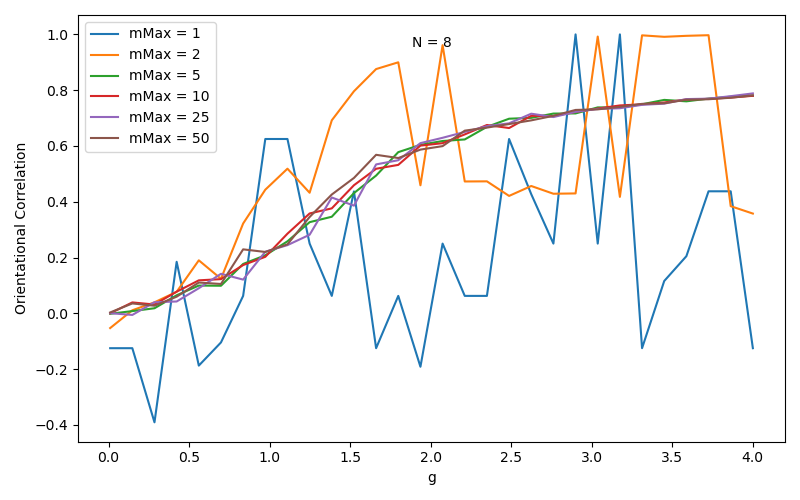 mMax = 1
mMax = 2
mMax = 5
mMax = 10
mMax = 25
mMax = 50
N = 8
Orientational Correlation
1.0
0.8
0.6
0.4
0.2
0.0
−0.2
−0.4
0.0 0.5 1.0 1.5 2.0 2.5 3.0 3.5 4.0
g